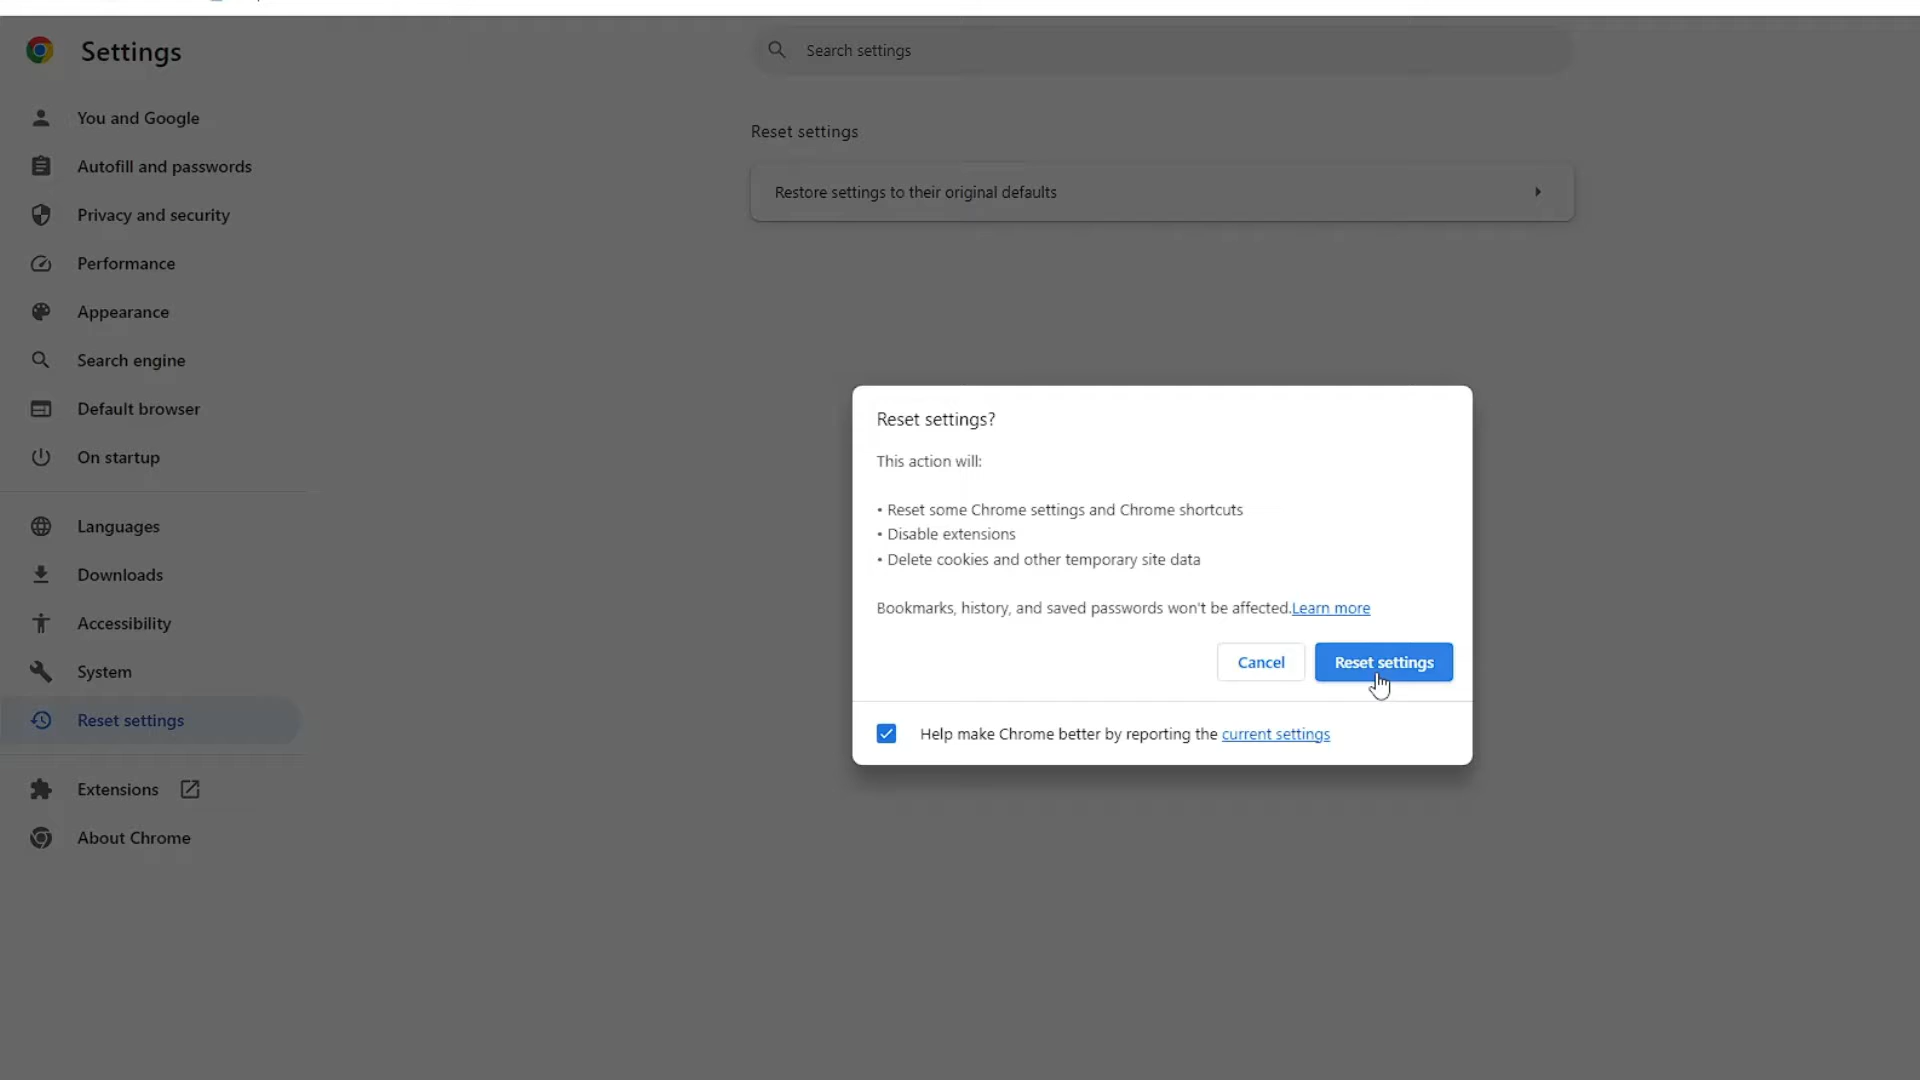 Settings
Search settings
You and Google
Autofill and passwords
Privacy and security
Performance
Appearance
Search engine
Default browser
On startup
Languages
Downloads
Accessibility
System
Reset settings
Extensions
About Chrome
Reset settings
Restore settings to their original defaults
Reset settings?
This action will:
• Reset some Chrome settings and Chrome shortcuts
• Disable extensions
• Delete cookies and other temporary site data
Bookmarks, history, and saved passwords won't be affected.Learn more
Cancel
Reset settings
Help make Chrome better by reporting the current settings